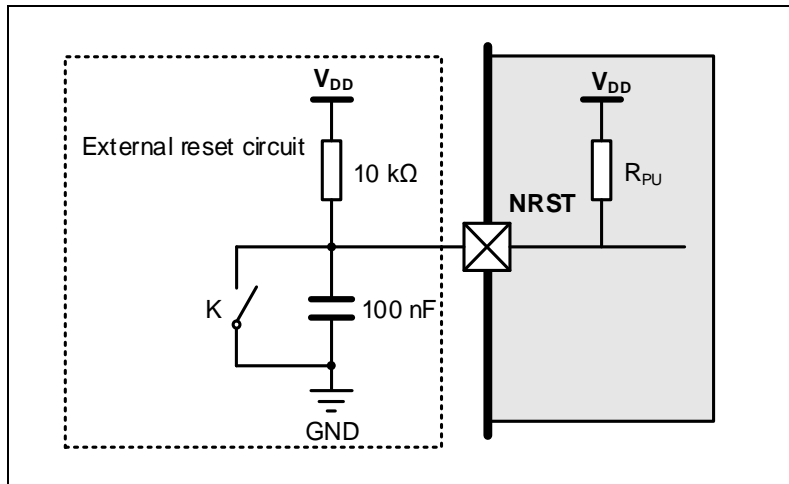 V_DD
External reset circuit
10 kΩ
K
100 nF
GND
V_DD
R_PU
NRST